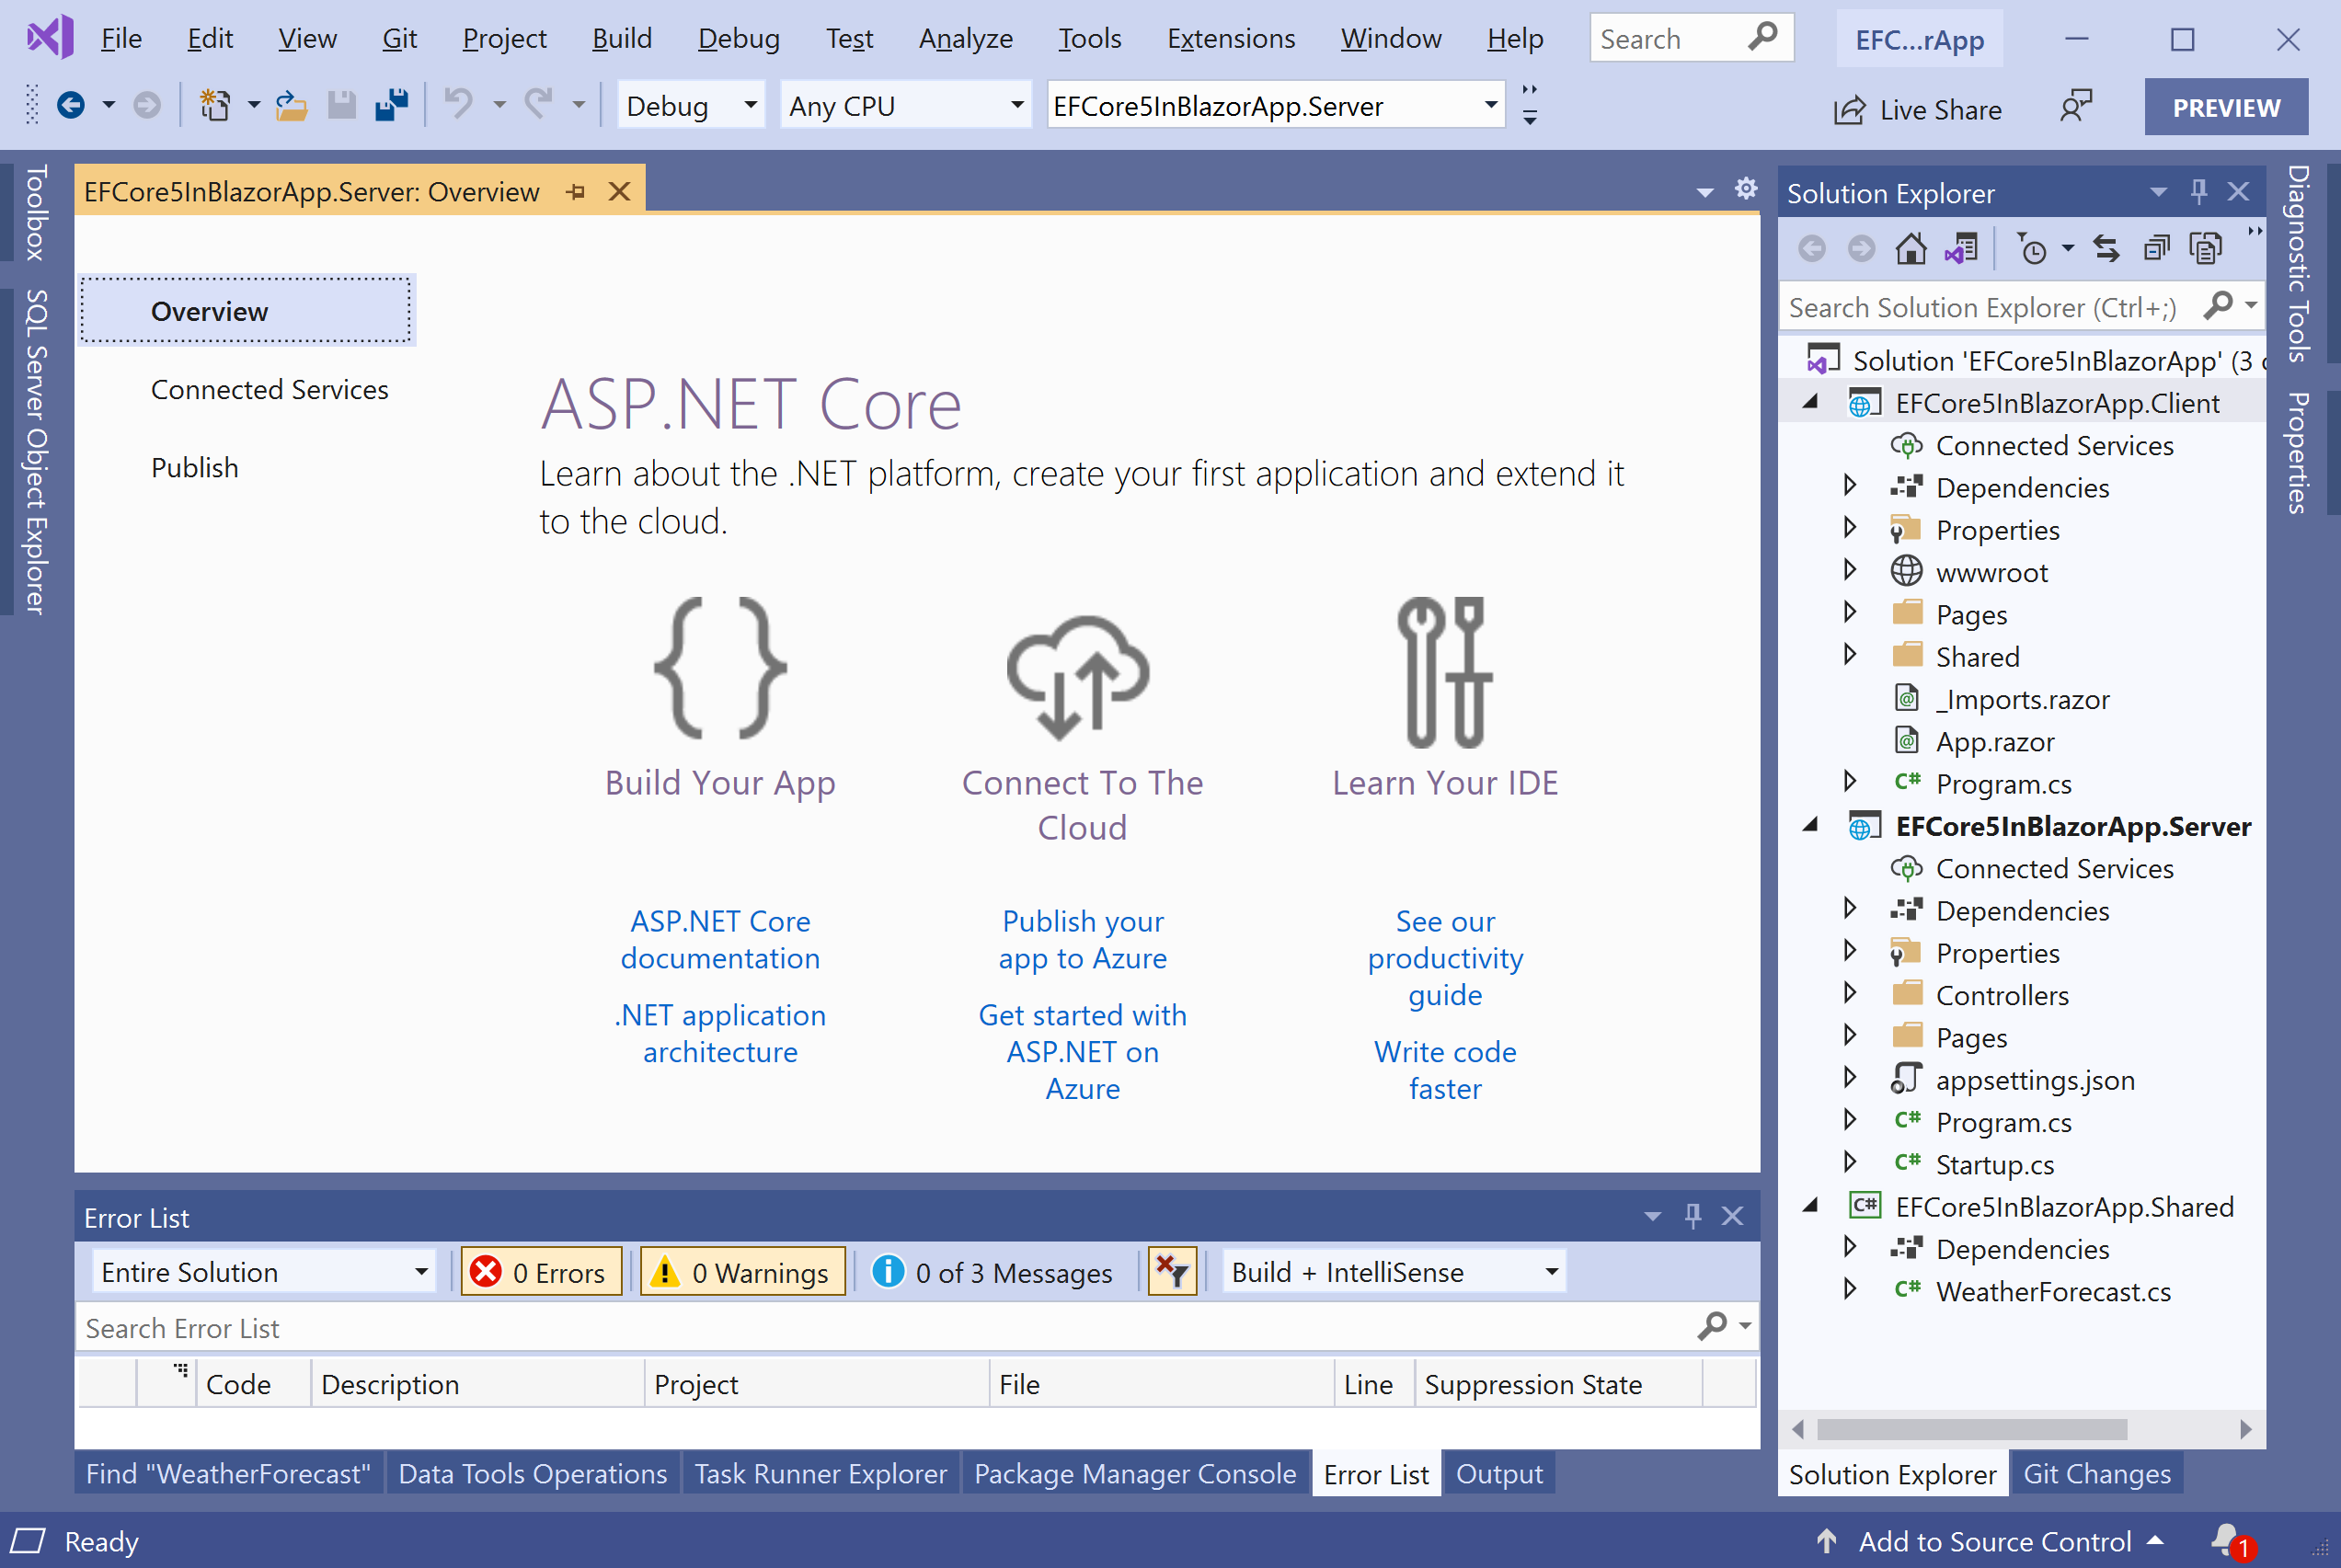 File Edit View Git Project Build Debug Test Analyze Tools Extensions Window Help Search EFC...rApp
Debug Any CPU EFCore5InBlazorApp.Server Live Share PREVIEW
Toolbox
SQL Server Object Explorer
EFCore5InBlazorApp.Server: Overview
Overview
Connected Services
Publish
ASP.NET Core
Learn about the .NET platform, create your first application and extend it
to the cloud.
Build Your App
Connect To The
Cloud
Learn Your IDE
ASP.NET Core
documentation
.NET application
architecture
Publish your
app to Azure
Get started with
ASP.NET on
Azure
See our
productivity
guide
Write code
faster
Error List
Entire Solution 0 Errors 0 Warnings 0 of 3 Messages Build + IntelliSense
Search Error List
Code Description Project File Line Suppression State
Find "WeatherForecast" Data Tools Operations Task Runner Explorer Package Manager Console Error List Output
Solution Explorer
Search Solution Explorer (Ctrl+;)
Solution 'EFCore5InBlazorApp' (3
EFCore5InBlazorApp.Client
Connected Services
Dependencies
Properties
wwwroot
Pages
Shared
_Imports.razor
App.razor
C# Program.cs
EFCore5InBlazorApp.Server
Connected Services
Dependencies
Properties
Controllers
Pages
appsettings.json
C# Program.cs
C# Startup.cs
C# EFCore5InBlazorApp.Shared
Dependencies
C# WeatherForecast.cs
Solution Explorer Git Changes
Diagnostic Tools
Properties
Ready Add to Source Control 1